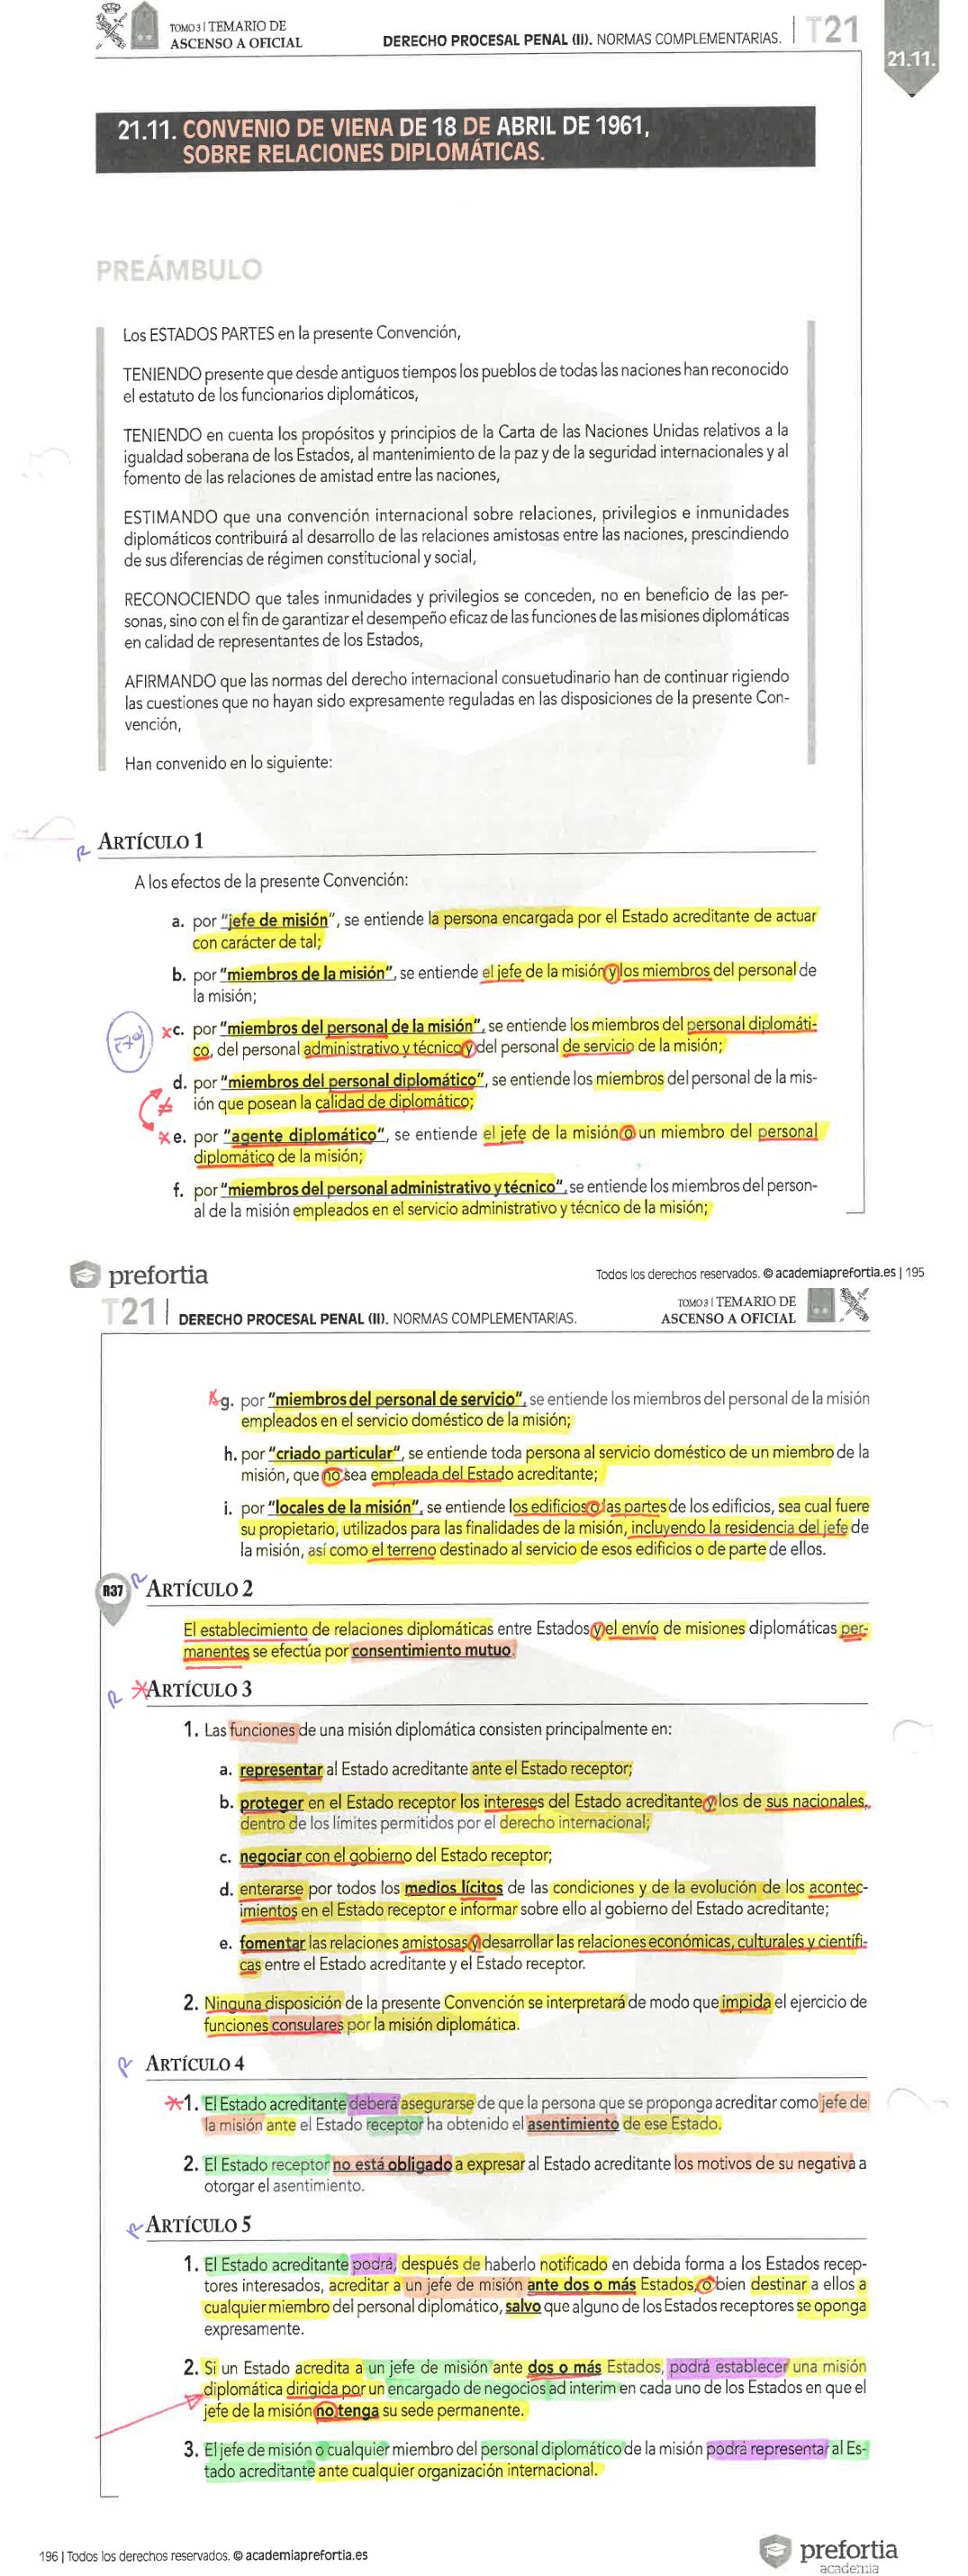 TOMO 3 | TEMARIO DE
ASCENSO A OFICIAL
DERECHO PROCESAL PENAL (II). NORMAS COMPLEMENTARIAS.
T21
21.11.
21.11. CONVENIO DE VIENA DE 18 DE ABRIL DE 1961,
SOBRE RELACIONES DIPLOMÁTICAS.
PREÁMBULO
Los ESTADOS PARTES en la presente Convención,
TENIENDO presente que desde antiguos tiempos los pueblos de todas las naciones han reconocido
el estatuto de los funcionarios diplomáticos,
TENIENDO en cuenta los propósitos y principios de la Carta de las Naciones Unidas relativos a la
igualdad soberana de los Estados, al mantenimiento de la paz y de la seguridad internacionales y al
fomento de las relaciones de amistad entre las naciones,
ESTIMANDO que una convención internacional sobre relaciones, privilegios e inmunidades
diplomáticos contribuirá al desarrollo de las relaciones amistosas entre las naciones, prescindiendo
de sus diferencias de régimen constitucional y social,
RECONOCIENDO que tales inmunidades y privilegios se conceden, no en beneficio de las per-
sonas, sino con el fin de garantizar el desempeño eficaz de las funciones de las misiones diplomáticas
en calidad de representantes de los Estados,
AFIRMANDO que las normas del derecho internacional consuetudinario han de continuar rigiendo
las cuestiones que no hayan sido expresamente reguladas en las disposiciones de la presente Con-
vención,
Han convenido en lo siguiente:
R ARTÍCULO 1
A los efectos de la presente Convención:
a. por "jefe de misión", se entiende la persona encargada por el Estado acreditante de actuar
con carácter de tal;
b. por "miembros de la misión", se entiende el jefe de la misión y los miembros del personal de
la misión;
c. por "miembros del personal de la misión", se entiende los miembros del personal diplomáti-
co, del personal administrativo y técnico y del personal de servicio de la misión;
d. por "miembros del personal diplomático", se entiende los miembros del personal de la mis-
≠ ión que posean la calidad de diplomático;
e. por "agente diplomático", se entiende el jefe de la misión o un miembro del personal
diplomático de la misión;
f. por "miembros del personal administrativo y técnico", se entiende los miembros del person-
al de la misión empleados en el servicio administrativo y técnico de la misión;
prefortia
Todos los derechos reservados. © academiaprefortia.es | 195
T21 | DERECHO PROCESAL PENAL (II). NORMAS COMPLEMENTARIAS.
TOMO 3 | TEMARIO DE
ASCENSO A OFICIAL
g. por "miembros del personal de servicio", se entiende los miembros del personal de la misión
empleados en el servicio doméstico de la misión;
h. por "criado particular", se entiende toda persona al servicio doméstico de un miembro de la
misión, que no sea empleada del Estado acreditante;
i. por "locales de la misión", se entiende los edificios o las partes de los edificios, sea cual fuere
su propietario, utilizados para las finalidades de la misión, incluyendo la residencia del jefe de
la misión, así como el terreno destinado al servicio de esos edificios o de parte de ellos.
R37 R ARTÍCULO 2
El establecimiento de relaciones diplomáticas entre Estados y el envío de misiones diplomáticas per-
manentes se efectúa por consentimiento mutuo.
R * ARTÍCULO 3
1. Las funciones de una misión diplomática consisten principalmente en:
a. representar al Estado acreditante ante el Estado receptor;
b. proteger en el Estado receptor los intereses del Estado acreditante y los de sus nacionales,
dentro de los límites permitidos por el derecho internacional;
c. negociar con el gobierno del Estado receptor;
d. enterarse por todos los medios lícitos de las condiciones y de la evolución de los acontec-
imientos en el Estado receptor e informar sobre ello al gobierno del Estado acreditante;
e. fomentar las relaciones amistosas y desarrollar las relaciones económicas, culturales y científi-
cas entre el Estado acreditante y el Estado receptor.
2. Ninguna disposición de la presente Convención se interpretará de modo que impida el ejercicio de
funciones consulares por la misión diplomática.
R ARTÍCULO 4
* 1. El Estado acreditante deberá asegurarse de que la persona que se proponga acreditar como jefe de
la misión ante el Estado receptor ha obtenido el asentimiento de ese Estado.
2. El Estado receptor no está obligado a expresar al Estado acreditante los motivos de su negativa a
otorgar el asentimiento.
R ARTÍCULO 5
1. El Estado acreditante podrá, después de haberlo notificado en debida forma a los Estados recep-
tores interesados, acreditar a un jefe de misión ante dos o más Estados, o bien destinar a ellos a
cualquier miembro del personal diplomático, salvo que alguno de los Estados receptores se oponga
expresamente.
2. Si un Estado acredita a un jefe de misión ante dos o más Estados, podrá establecer una misión
diplomática dirigida por un encargado de negocios ad interim en cada uno de los Estados en que el
jefe de la misión no tenga su sede permanente.
3. El jefe de misión o cualquier miembro del personal diplomático de la misión podrá representar al Es-
tado acreditante ante cualquier organización internacional.
196 | Todos los derechos reservados. © academiaprefortia.es
prefortia
academia